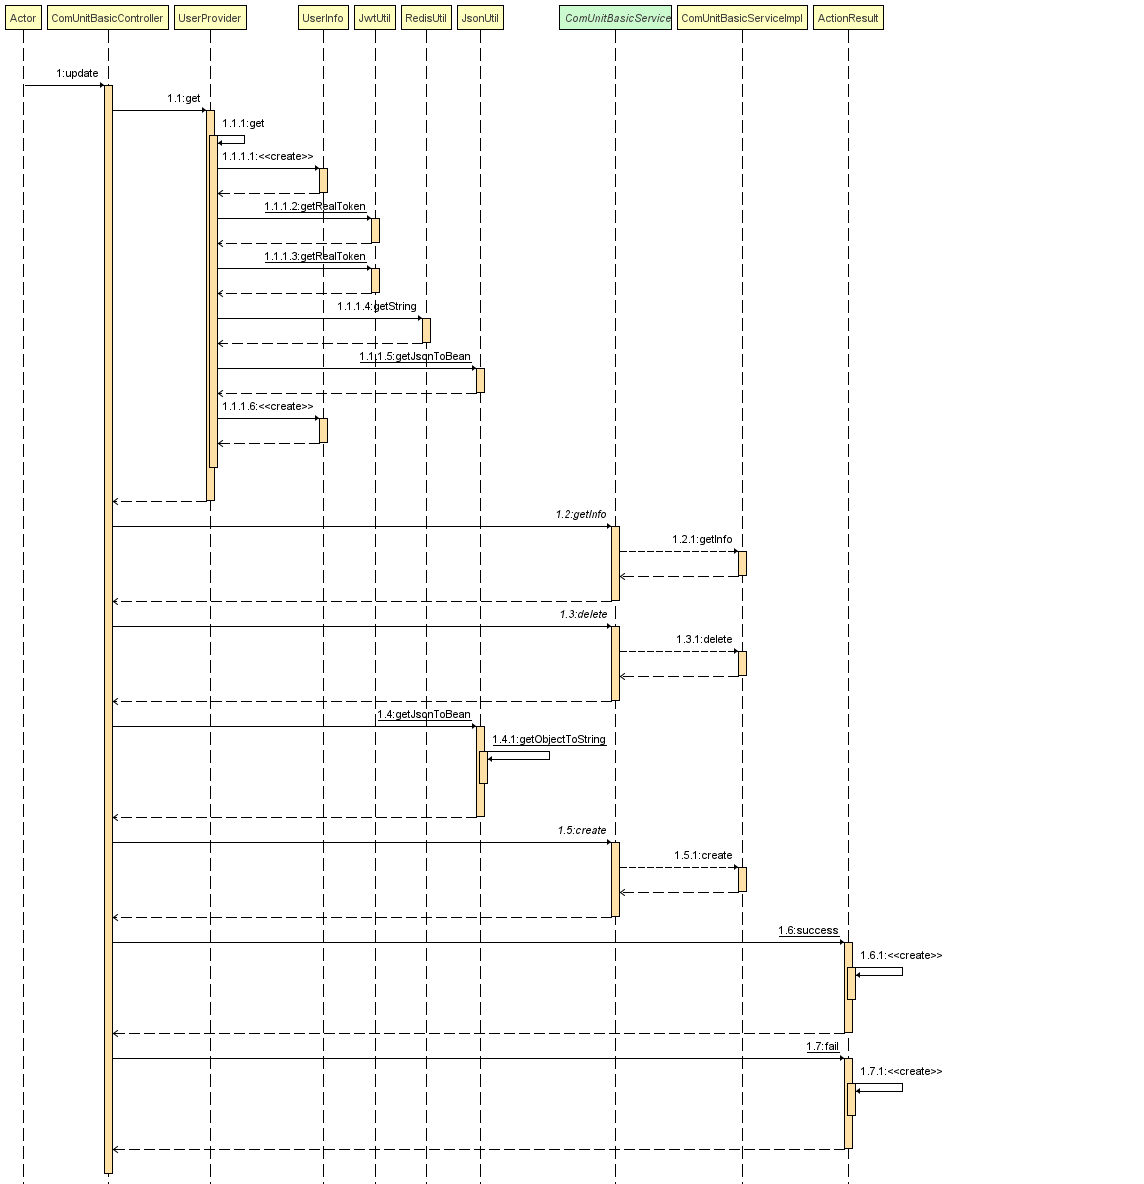 Actor
ComUnitBasicController
UserProvider
UserInfo
JwtUtil
RedisUtil
JsonUtil
ComUnitBasicService
ComUnitBasicServiceImpl
ActionResult
1:update
1.1:get
1.1.1:get
1.1.1.1:<<create>>
1.1.1.2:getRealToken
1.1.1.3:getRealToken
1.1.1.4:getString
1.1.1.5:getJsonToBean
1.1.1.6:<<create>>
1.2:getInfo
1.2.1:getInfo
1.3:delete
1.3.1:delete
1.4:getJsonToBean
1.4.1:getObjectToString
1.5:create
1.5.1:create
1.6:success
1.6.1:<<create>>
1.7:fail
1.7.1:<<create>>